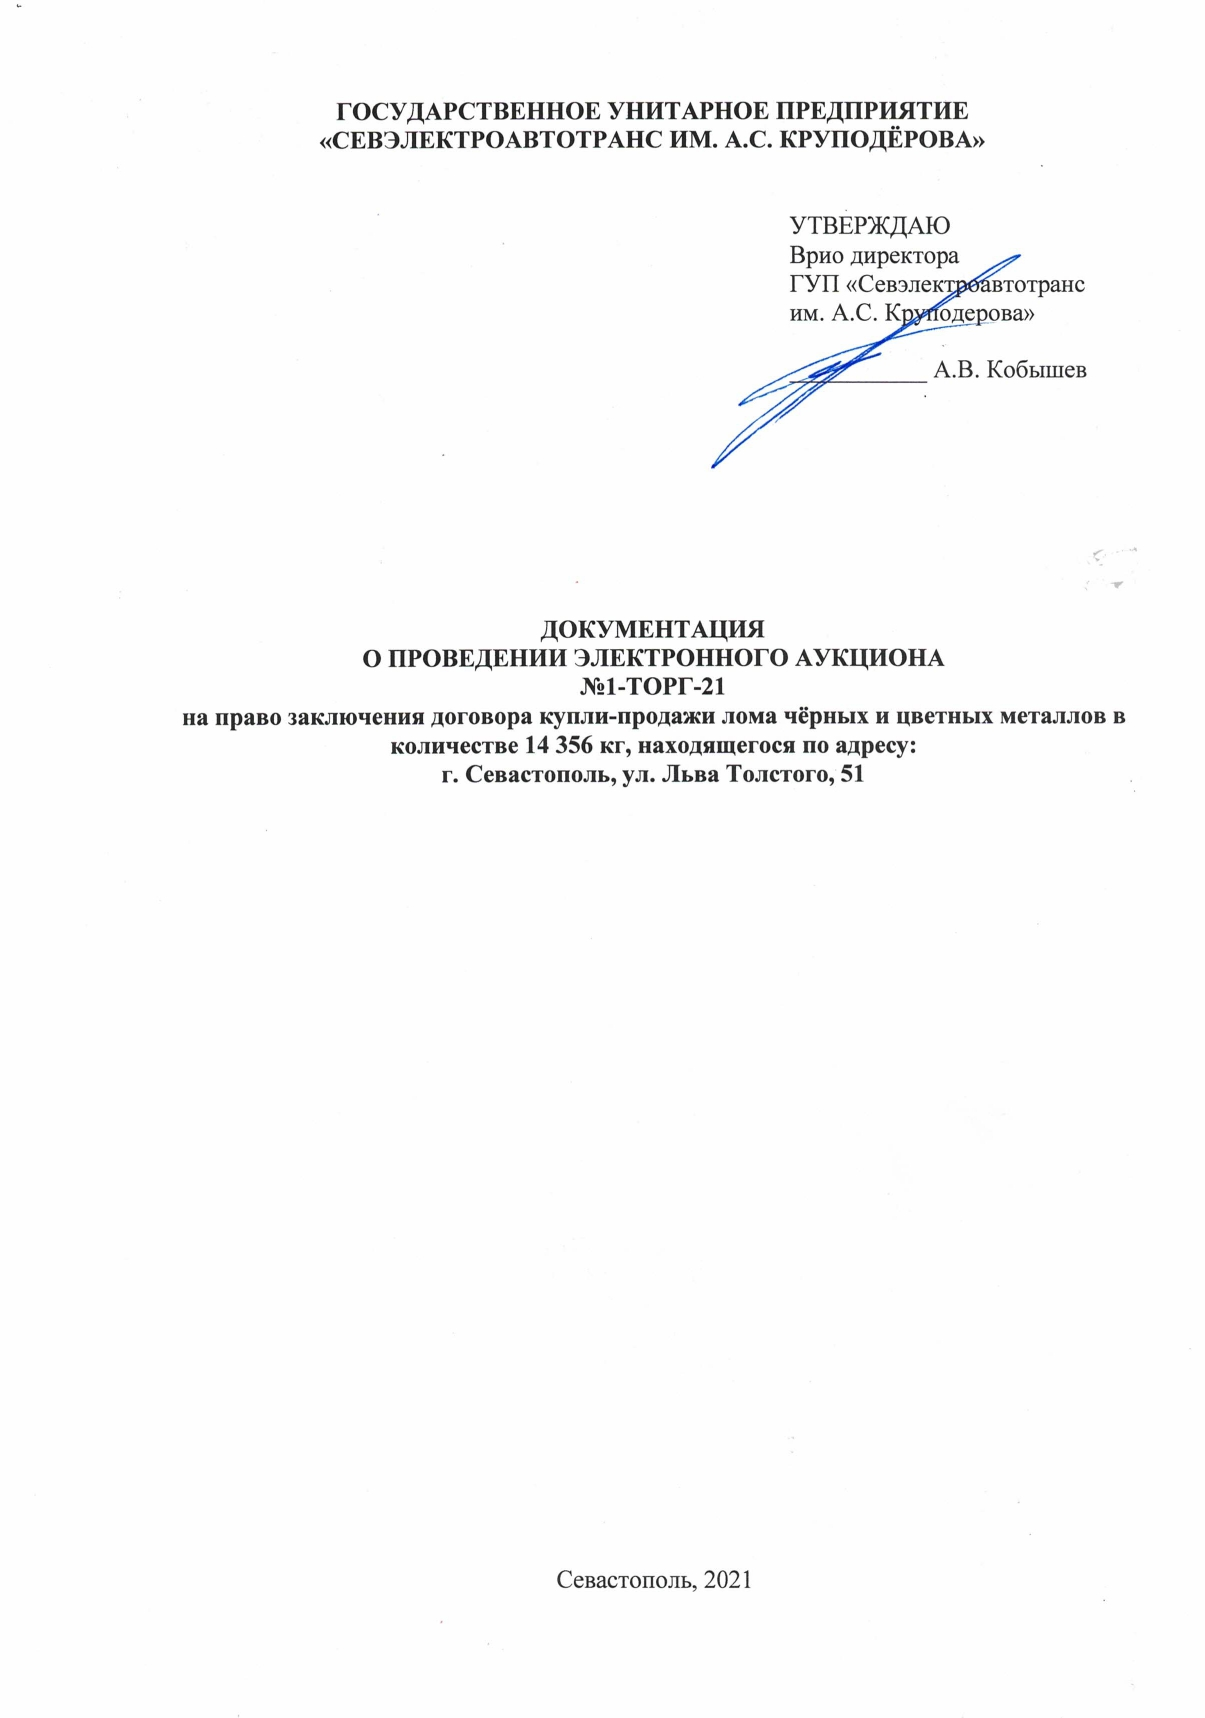 ГОСУДАРСТВЕННОЕ УНИТАРНОЕ ПРЕДПРИЯТИЕ
«СЕВЭЛЕКТРОАВТОТРАНС ИМ. А.С. КРУПОДЁРОВА»
УТВЕРЖДАЮ
Врио директора
ГУП «Севэлектроавтотранс
им. А.С. Круподерова»
___________ А.В. Кобышев
ДОКУМЕНТАЦИЯ
О ПРОВЕДЕНИИ ЭЛЕКТРОННОГО АУКЦИОНА
№1-ТОРГ-21
на право заключения договора купли-продажи лома чёрных и цветных металлов в
количестве 14 356 кг, находящегося по адресу:
г. Севастополь, ул. Льва Толстого, 51
Севастополь, 2021